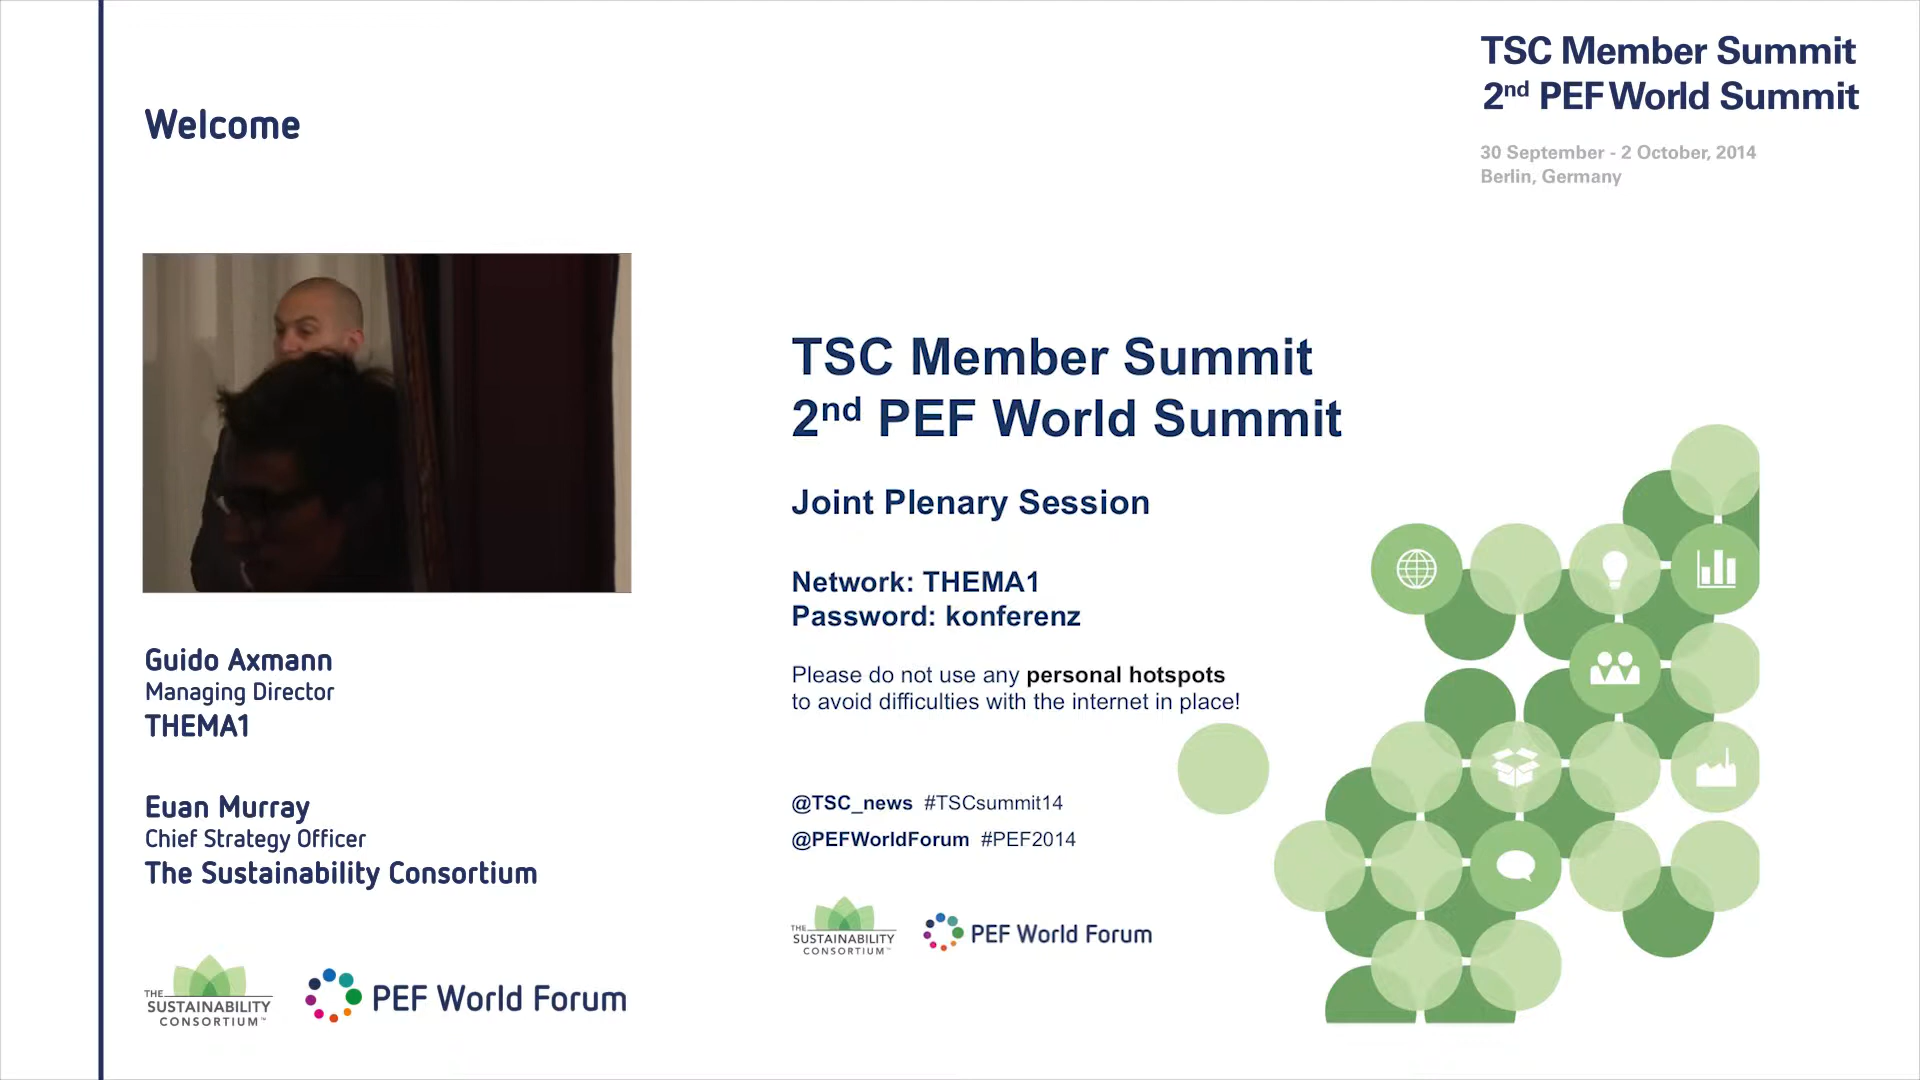 TSC Member Summit
2nd PEF World Summit
30 September - 2 October, 2014
Berlin, Germany
Welcome
Guido Axmann
Managing Director
THEMA1
Euan Murray
Chief Strategy Officer
The Sustainability Consortium
THE
SUSTAINABILITY
CONSORTIUM™
PEF World Forum
TSC Member Summit
2nd PEF World Summit
Joint Plenary Session
Network: THEMA1
Password: konferenz
Please do not use any personal hotspots
to avoid difficulties with the internet in place!
@TSC_news #TSCsummit14
@PEFWorldForum #PEF2014
THE
SUSTAINABILITY
CONSORTIUM™
PEF World Forum